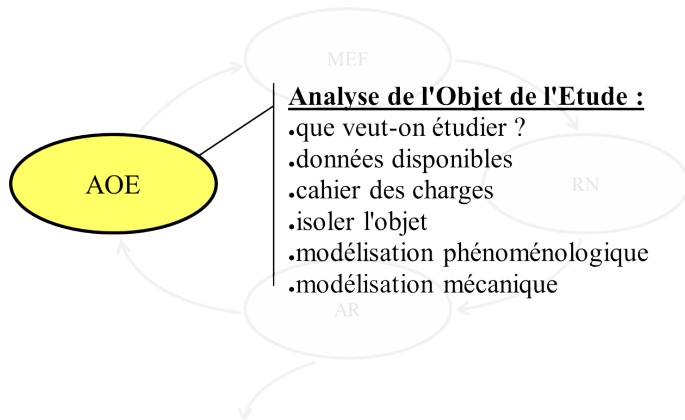 MEF
Analyse de l'Objet de l'Etude :
●que veut-on étudier ?
●données disponibles
AOE
RN
●cahier des charges
●isoler l'objet
●modélisation phénoménologique
●modélisation mécanique
AR